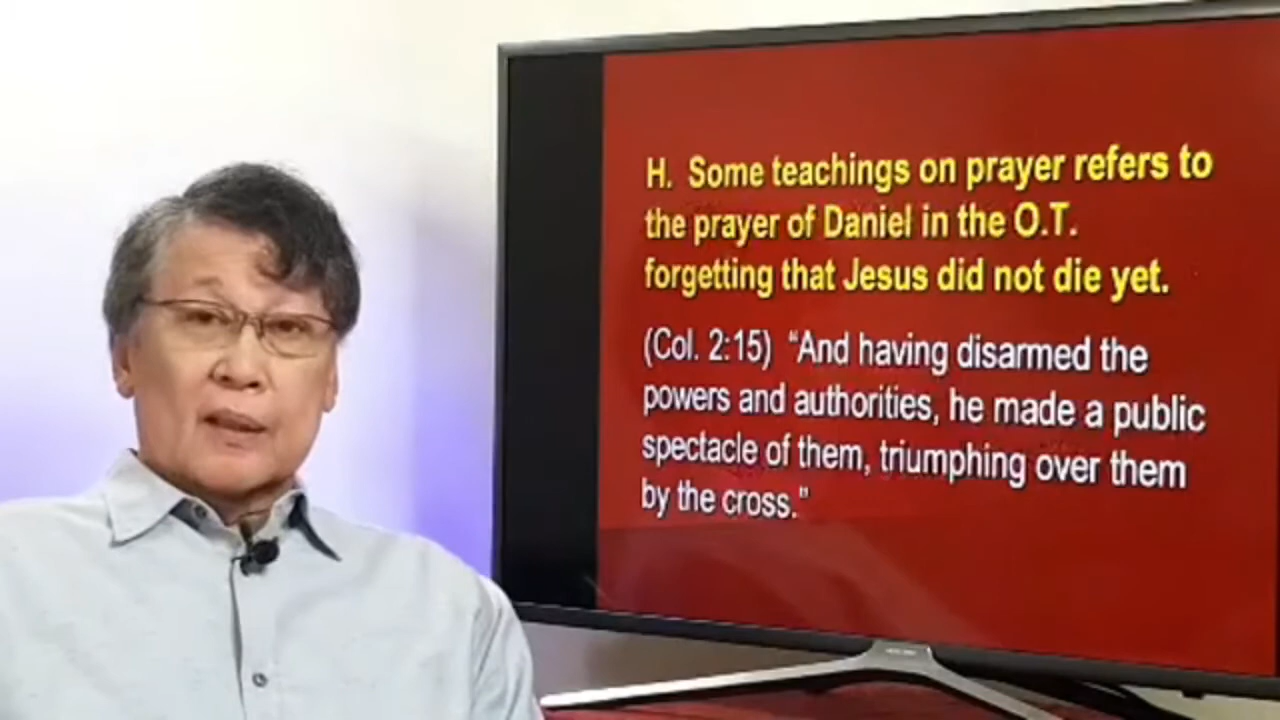 H. Some teachings on prayer refers to
the prayer of Daniel in the O.T.
forgetting that Jesus did not die yet.
(Col. 2:15) “And having disarmed the
powers and authorities, he made a public
spectacle of them, triumphing over them
by the cross.”